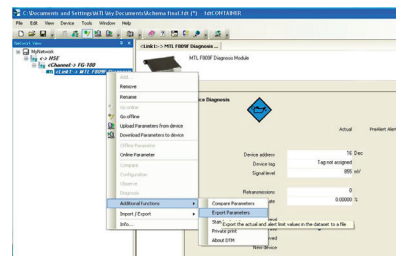 C:\Documents and Settings\MTL\My Documents\Achema final.fdt (*) - fdtCONTAINER
File Edit View Device Tools Window Help
Network View
<Link1:-> MTL F809F Diagnosis ...
MyNetwork
<-> HSE
<Channel-> FG-100
<Link1:-> MTL F809F Diagnosis
MTL F809F Diagnosis Module
Add...
Remove
Rename
Go online
Go offline
Upload Parameters from device
Download Parameters to device
Offline Parameter
Online Parameter
Compare
Configuration
Observe
Diagnosis
Additional functions
Import / Export
Info...
Compare Parameters
Export Parameters
Private print
About DTM
Export the actual and alert limit values in the dataset to a file
ce Diagnosis
Actual
PreAlert
Device address 16 Dec
Device tag Tag not assigned
Signal level 855 mV
Retransmissions 0
0.00000 %
New device